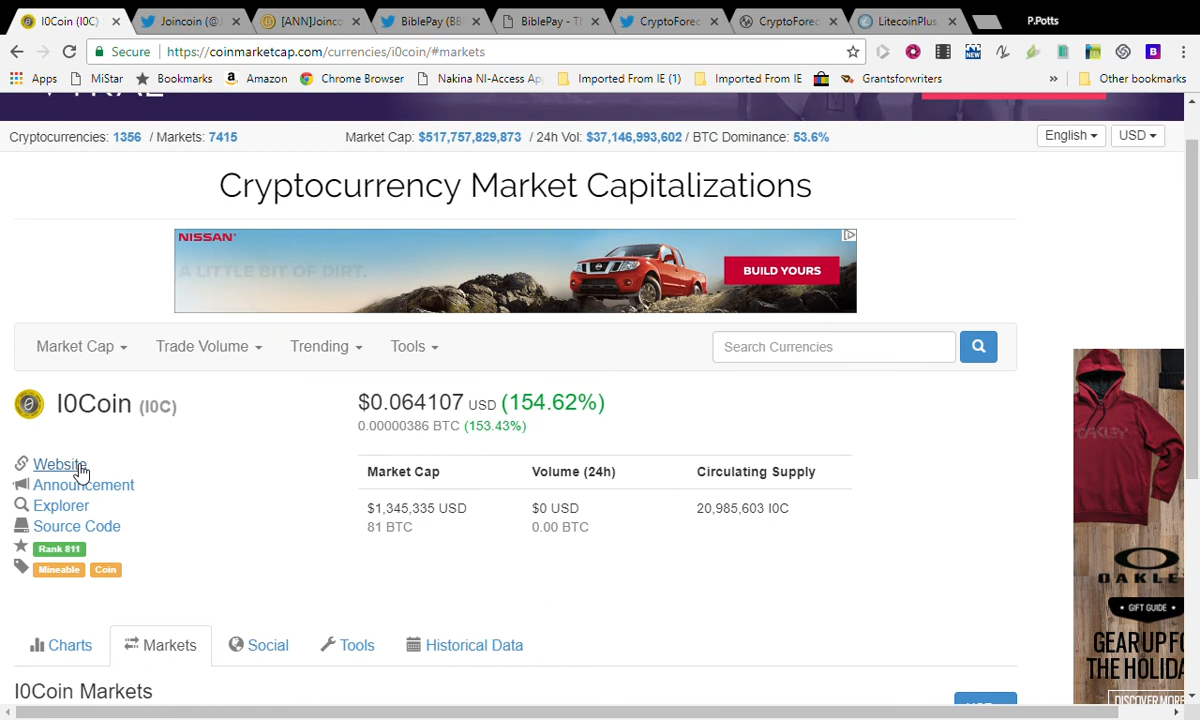 I0Coin (I0C)
Joincoin (@J
[ANN]Joinco
BiblePay (BB
BiblePay - Th
CryptoForec
CryptoForec
LitecoinPlus
P.Potts
Secure https://coinmarketcap.com/currencies/i0coin/#markets
Apps MiStar Bookmarks Amazon Chrome Browser Nakina NI-Access Ap Imported From IE (1) Imported From IE Grantsforwriters » Other bookmarks
Cryptocurrencies: 1356 / Markets: 7415 Market Cap: $517,757,829,873 / 24h Vol: $37,146,993,602 / BTC Dominance: 53.6% English USD
Cryptocurrency Market Capitalizations
NISSAN
A LITTLE BIT OF DIRT.
BUILD YOURS
Market Cap Trade Volume Trending Tools Search Currencies
I0Coin (I0C)
$0.064107 USD (154.62%)
0.00000386 BTC (153.43%)
Website
Announcement
Explorer
Source Code
Rank 811
Mineable Coin
Market Cap Volume (24h) Circulating Supply
$1,345,335 USD $0 USD 20,985,603 I0C
81 BTC 0.00 BTC
OAKLEY
OAKLE
GIFT GUIDE
GEAR UP FO
THE HOLIDA
DISCOVER MORE
Charts Markets Social Tools Historical Data
I0Coin Markets